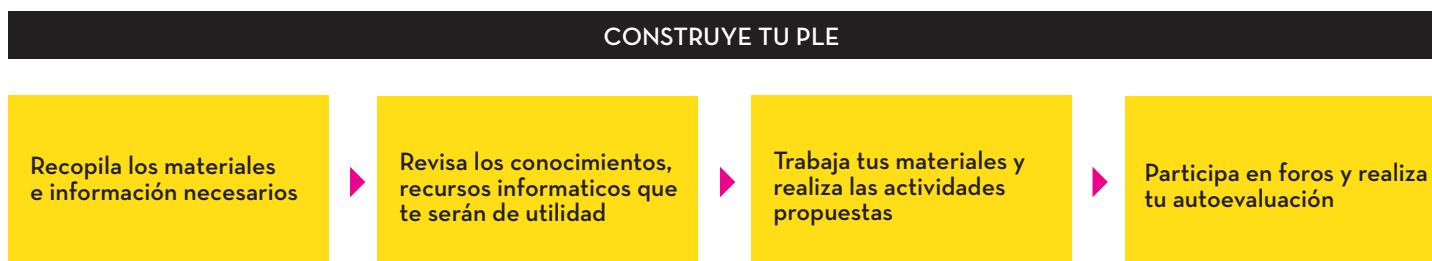 CONSTRUYE TU PLE
Recopila los materiales
e información necesarios
Revisa los conocimientos,
recursos informaticos que
te serán de utilidad
Trabaja tus materiales y
realiza las actividades
propuestas
Participa en foros y realiza
tu autoevaluación